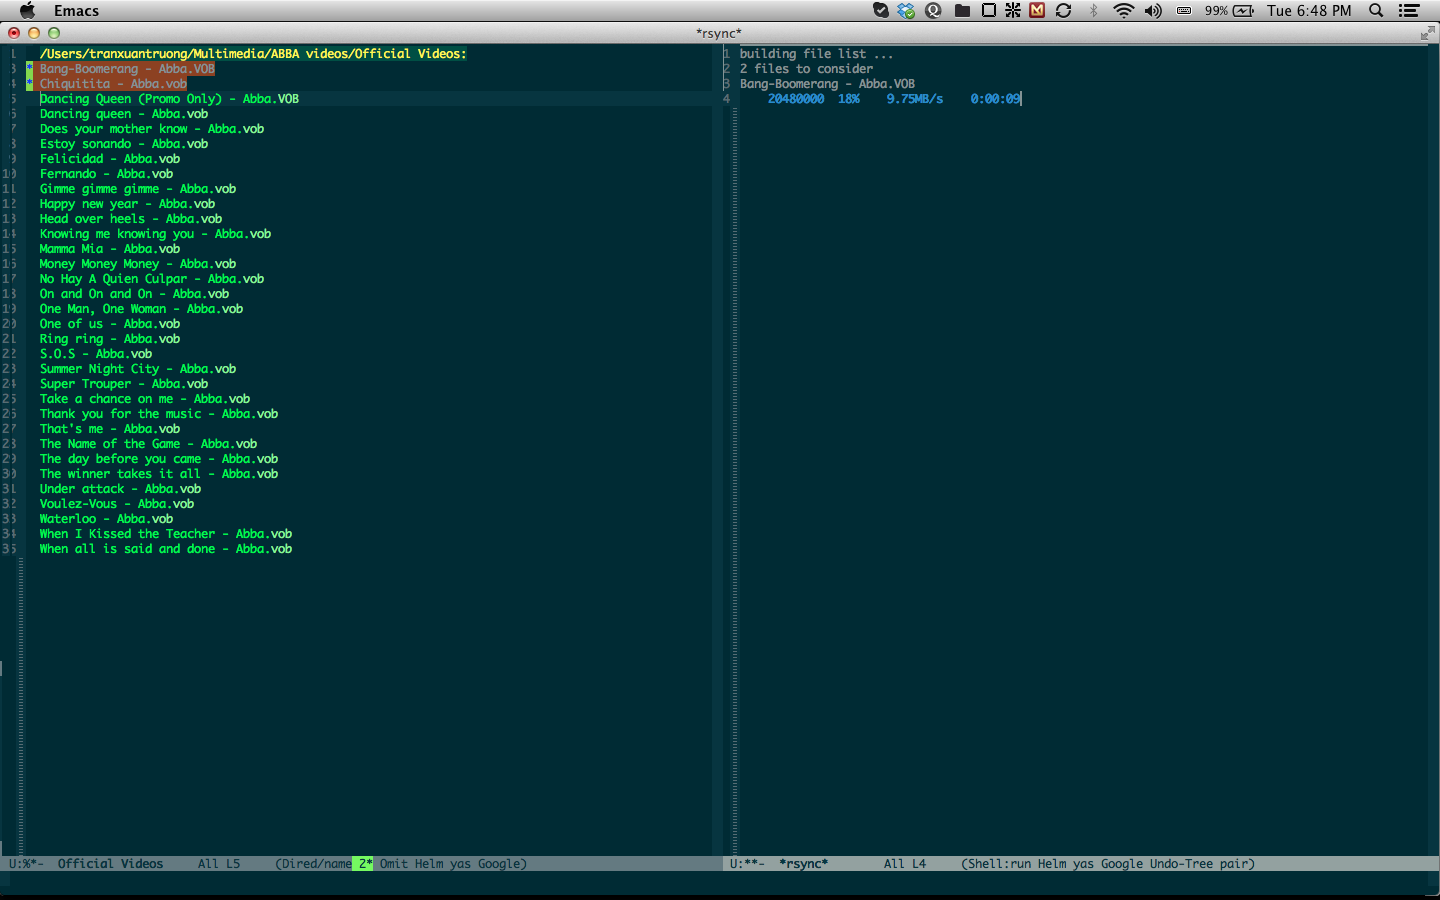 Emacs
99%
Tue 6:48 PM
*rsync*
1 /Users/tranxuantruong/Multimedia/ABBA videos/Official Videos:
3 * Bang-Boomerang - Abba.VOB
4 * Chiquitita - Abba.vob
5 Dancing Queen (Promo Only) - Abba.VOB
6 Dancing queen - Abba.vob
7 Does your mother know - Abba.vob
8 Estoy sonando - Abba.vob
9 Felicidad - Abba.vob
10 Fernando - Abba.vob
11 Gimme gimme gimme - Abba.vob
12 Happy new year - Abba.vob
13 Head over heels - Abba.vob
14 Knowing me knowing you - Abba.vob
15 Mamma Mia - Abba.vob
16 Money Money Money - Abba.vob
17 No Hay A Quien Culpar - Abba.vob
18 On and On and On - Abba.vob
19 One Man, One Woman - Abba.vob
20 One of us - Abba.vob
21 Ring ring - Abba.vob
22 S.O.S - Abba.vob
23 Summer Night City - Abba.vob
24 Super Trouper - Abba.vob
25 Take a chance on me - Abba.vob
26 Thank you for the music - Abba.vob
27 That's me - Abba.vob
28 The Name of the Game - Abba.vob
29 The day before you came - Abba.vob
30 The winner takes it all - Abba.vob
31 Under attack - Abba.vob
32 Voulez-Vous - Abba.vob
33 Waterloo - Abba.vob
34 When I Kissed the Teacher - Abba.vob
35 When all is said and done - Abba.vob
U:%*- Official Videos All L5 (Dired/name 2* Omit Helm yas Google)
1 building file list ...
2 2 files to consider
3 Bang-Boomerang - Abba.VOB
4 20480000 18% 9.75MB/s 0:00:09
U:**- *rsync* All L4 (Shell:run Helm yas Google Undo-Tree pair)